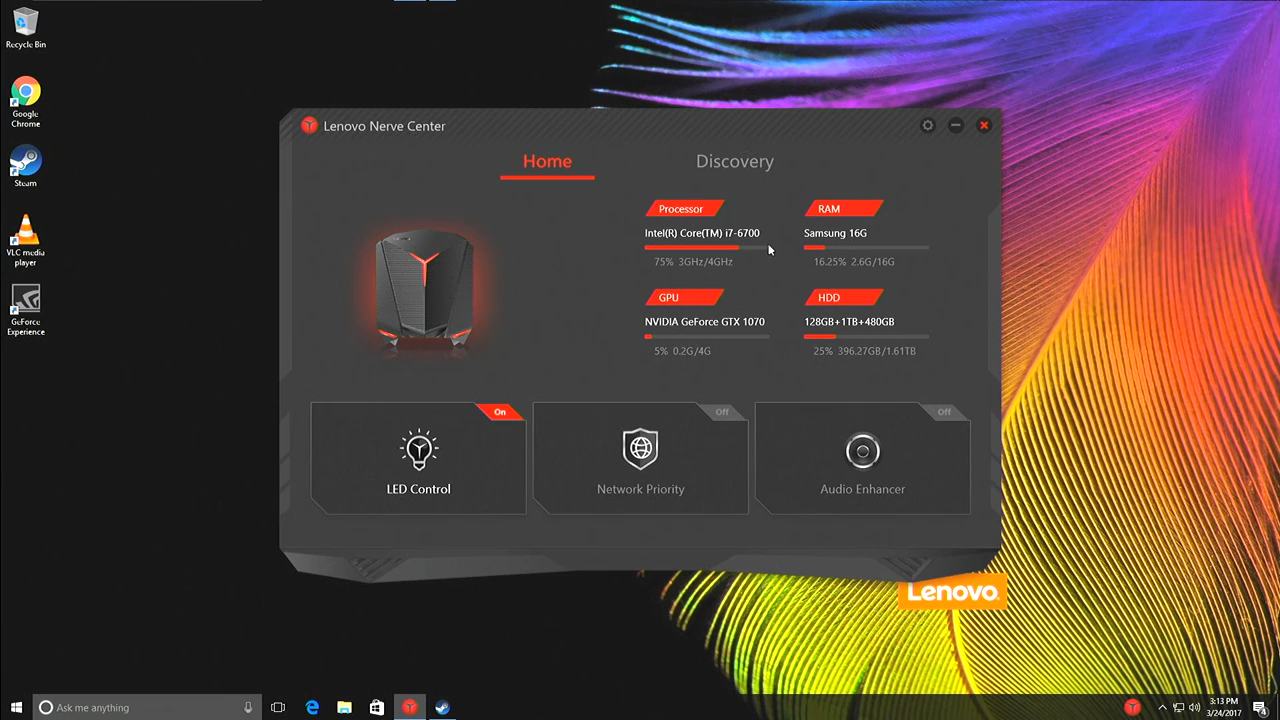 Recycle Bin
Google
Chrome
Steam
VLC media
player
GeForce
Experience
Lenovo Nerve Center
Home
Discovery
Processor
Intel(R) Core(TM) i7-6700
75% 3GHz/4GHz
RAM
Samsung 16G
16.25% 2.6G/16G
GPU
NVIDIA GeForce GTX 1070
5% 0.2G/4G
HDD
128GB+1TB+480GB
25% 396.27GB/1.61TB
On
LED Control
Off
Network Priority
Off
Audio Enhancer
Lenovo
Ask me anything
3:13 PM
3/24/2017
4